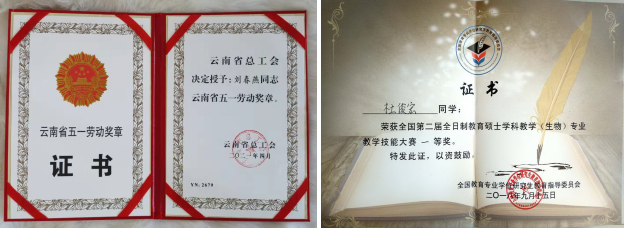 云南省五一劳动奖章
证书
云南省总工会
决定授予：刘春燕同志
云南省五一劳动奖章。
云南省总工会
二〇二一年四月
YN: 2679
证书
杜俊宏 同学：
荣获全国第二届全日制教育硕士学科教学（生物）专业
教学技能大赛 一 等奖。
特发此证，以资鼓励。
全国教育专业学位研究生教育指导委员会
二〇一八年九月十五日